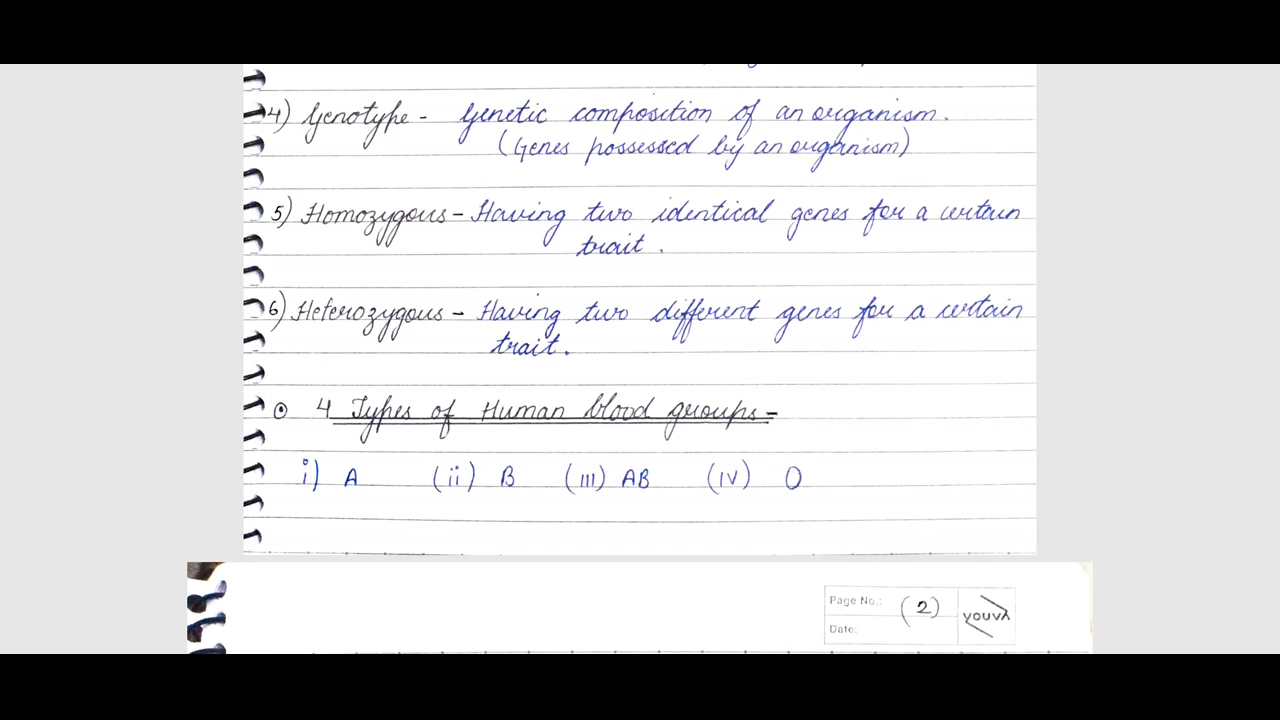 4) Genotype - Genetic composition of an organism.
(Genes possessed by an organism)
5) Homozygous - Having two identical genes for a certain
trait.
6) Heterozygous - Having two different genes for a certain
trait.
4 Types of Human blood groups -
i) A (ii) B (III) AB (IV) O
Page No.: (2)
youva
Date: